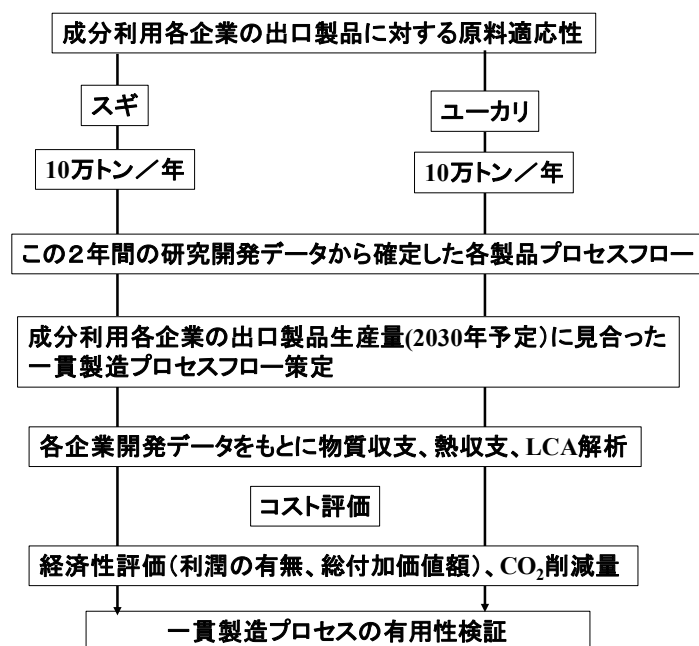 成分利用各企業の出口製品に対する原料適応性
スギ
ユーカリ
10万トン／年
10万トン／年
この２年間の研究開発データから確定した各製品プロセスフロー
成分利用各企業の出口製品生産量(2030年予定)に見合った
一貫製造プロセスフロー策定
各企業開発データをもとに物質収支、熱収支、LCA解析
コスト評価
経済性評価(利潤の有無、総付加価値額)、CO₂削減量
一貫製造プロセスの有用性検証